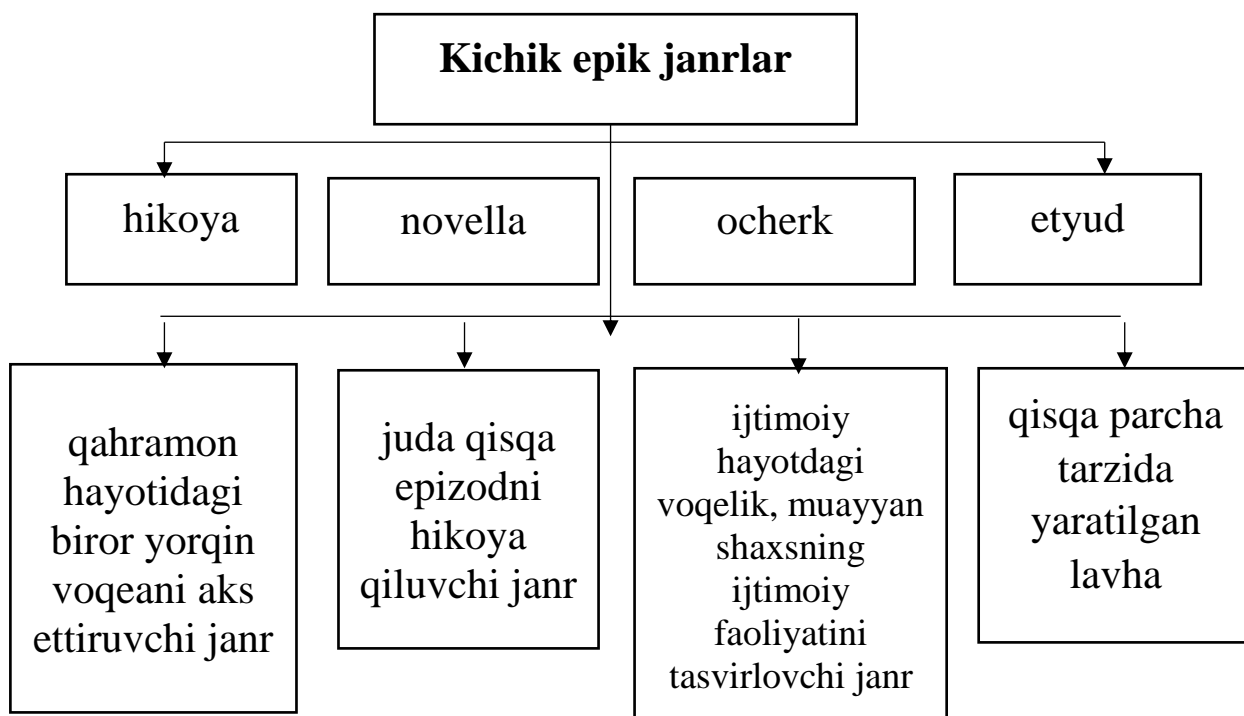 Kichik epik janrlar
hikoya
novella
ocherk
etyud
qahramon
hayotidagi
biror yorqin
voqeani aks
ettiruvchi janr
juda qisqa
epizodni
hikoya
qiluvchi janr
ijtimoiy
hayotdagi
voqelik, muayyan
shaxsning
ijtimoiy
faoliyatini
tasvirlovchi janr
qisqa parcha
tarzida
yaratilgan
lavha